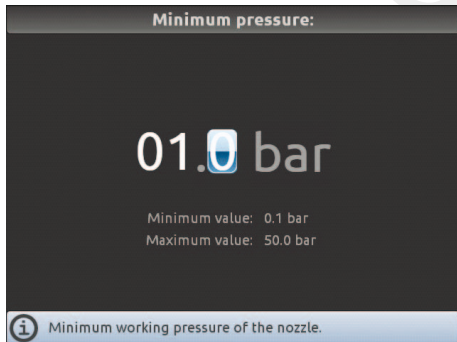 Minimum pressure:
01.0 bar
Minimum value: 0.1 bar
Maximum value: 50.0 bar
Minimum working pressure of the nozzle.